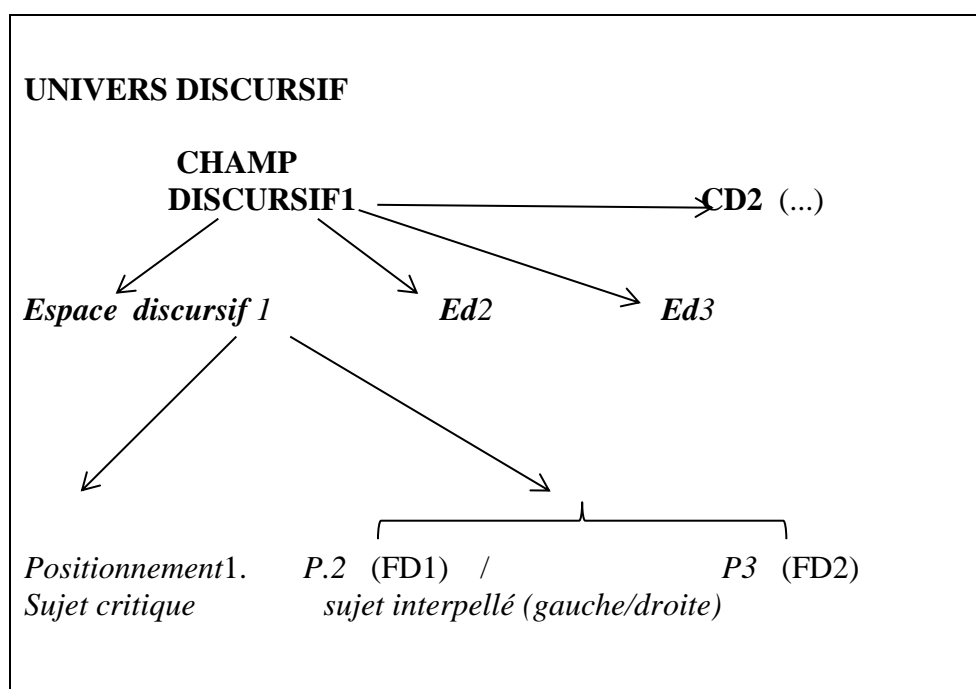 UNIVERS DISCURSIF
CHAMP
DISCURSIF1 CD2 (...)
Espace discursif 1 Ed2 Ed3
Positionnement1. P.2 (FD1) / P3 (FD2)
Sujet critique sujet interpellé (gauche/droite)